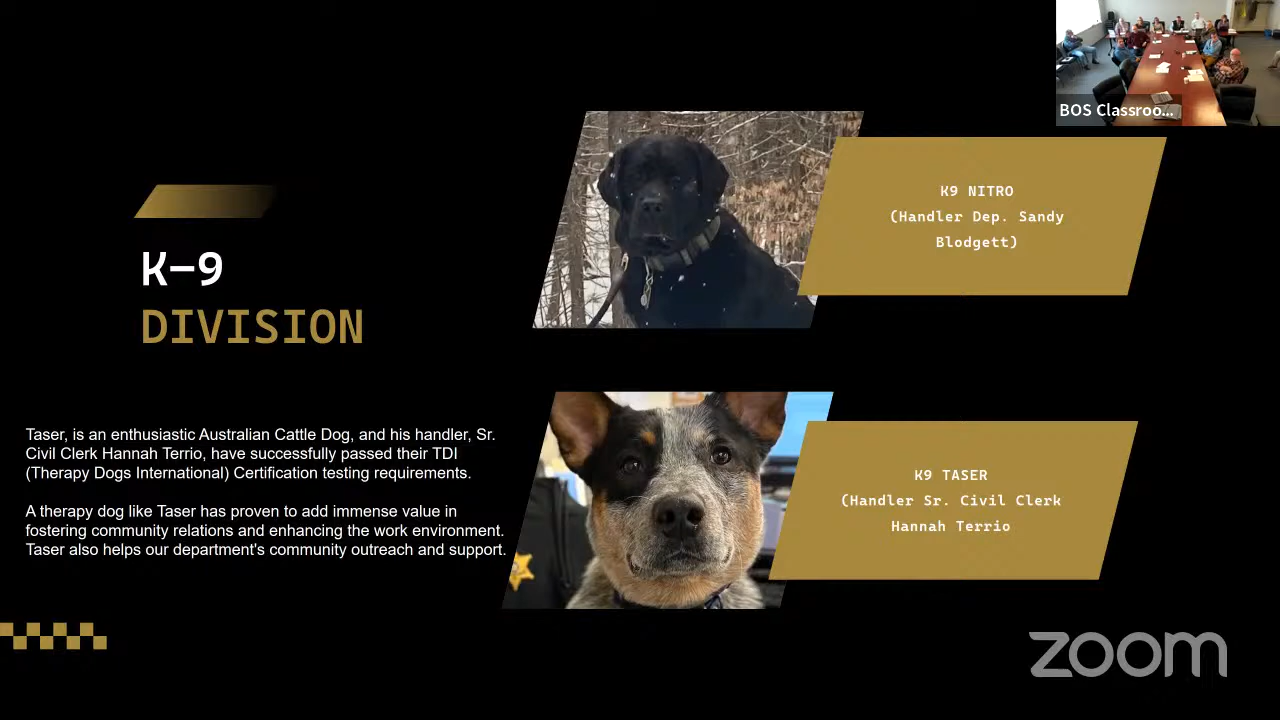 BOS Classroo...
K-9
DIVISION
K9 NITRO
(Handler Dep. Sandy
Blodgett)
Taser, is an enthusiastic Australian Cattle Dog, and his handler, Sr.
Civil Clerk Hannah Terrio, have successfully passed their TDI
(Therapy Dogs International) Certification testing requirements.
A therapy dog like Taser has proven to add immense value in
fostering community relations and enhancing the work environment.
Taser also helps our department's community outreach and support.
K9 TASER
(Handler Sr. Civil Clerk
Hannah Terrio
zoom